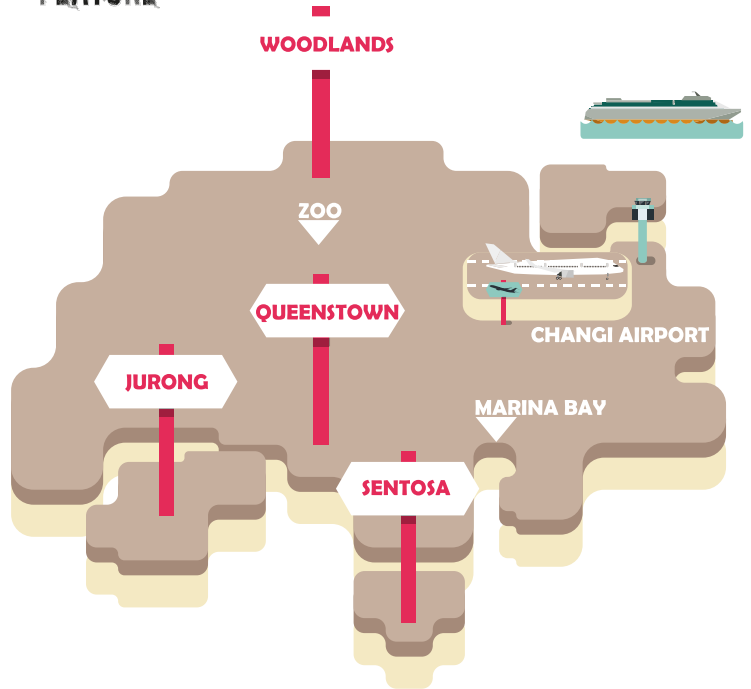 WOODLANDS
ZOO
QUEENSTOWN
CHANGI AIRPORT
JURONG
MARINA BAY
SENTOSA